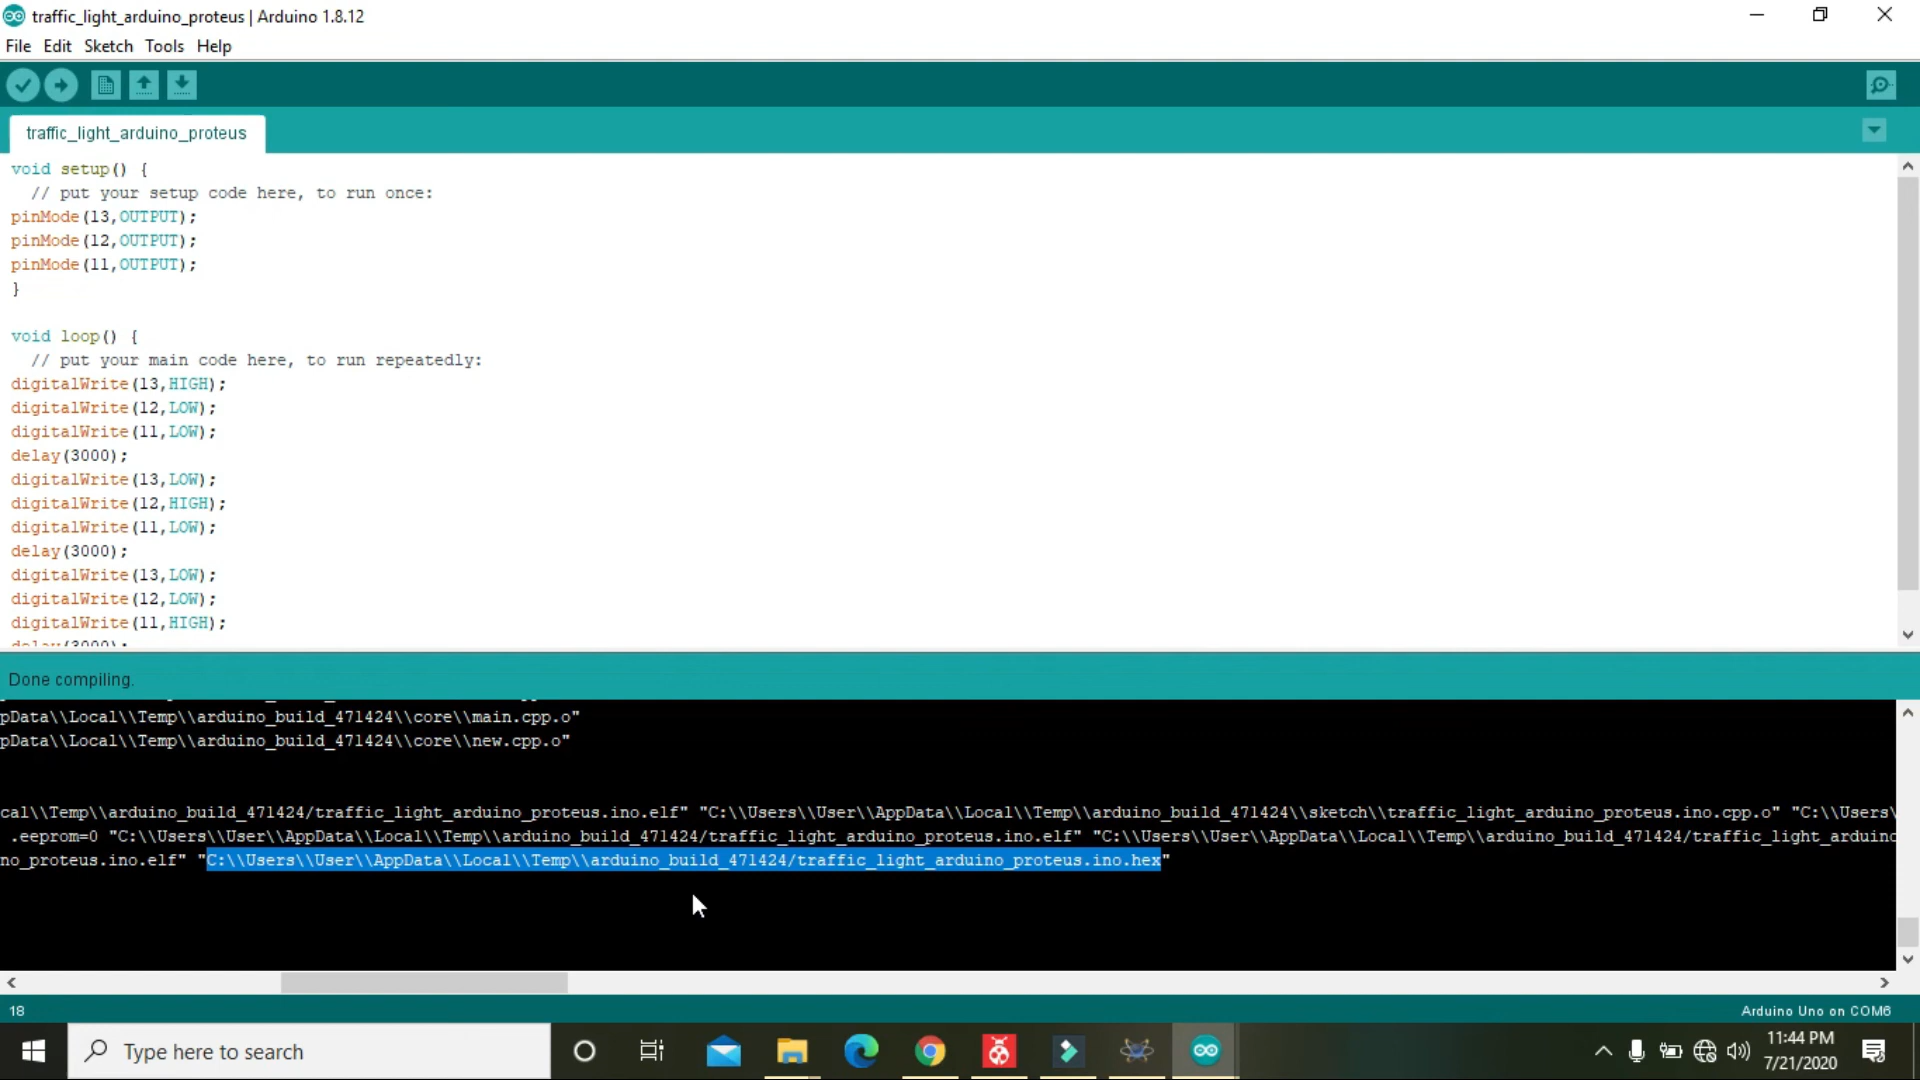 traffic_light_arduino_proteus | Arduino 1.8.12
File Edit Sketch Tools Help
traffic_light_arduino_proteus
void setup() {
// put your setup code here, to run once:
pinMode(13,OUTPUT);
pinMode(12,OUTPUT);
pinMode(11,OUTPUT);
}
void loop() {
// put your main code here, to run repeatedly:
digitalWrite(13,HIGH);
digitalWrite(12,LOW);
digitalWrite(11,LOW);
delay(3000);
digitalWrite(13,LOW);
digitalWrite(12,HIGH);
digitalWrite(11,LOW);
delay(3000);
digitalWrite(13,LOW);
digitalWrite(12,LOW);
digitalWrite(11,HIGH);
delay(3000);
Done compiling.
pData\\Local\\Temp\\arduino_build_471424\\core\\main.cpp.o"
pData\\Local\\Temp\\arduino_build_471424\\core\\new.cpp.o"
cal\\Temp\\arduino_build_471424/traffic_light_arduino_proteus.ino.elf" "C:\\Users\\User\\AppData\\Local\\Temp\\arduino_build_471424\\sketch\\traffic_light_arduino_proteus.ino.cpp.o" "C:\\Users\
.eeprom=0 "C:\\Users\\User\\AppData\\Local\\Temp\\arduino_build_471424/traffic_light_arduino_proteus.ino.elf" "C:\\Users\\User\\AppData\\Local\\Temp\\arduino_build_471424/traffic_light_arduino
no_proteus.ino.elf" "C:\\Users\\User\\AppData\\Local\\Temp\\arduino_build_471424/traffic_light_arduino_proteus.ino.hex"
18
Arduino Uno on COM6
Type here to search
11:44 PM
7/21/2020